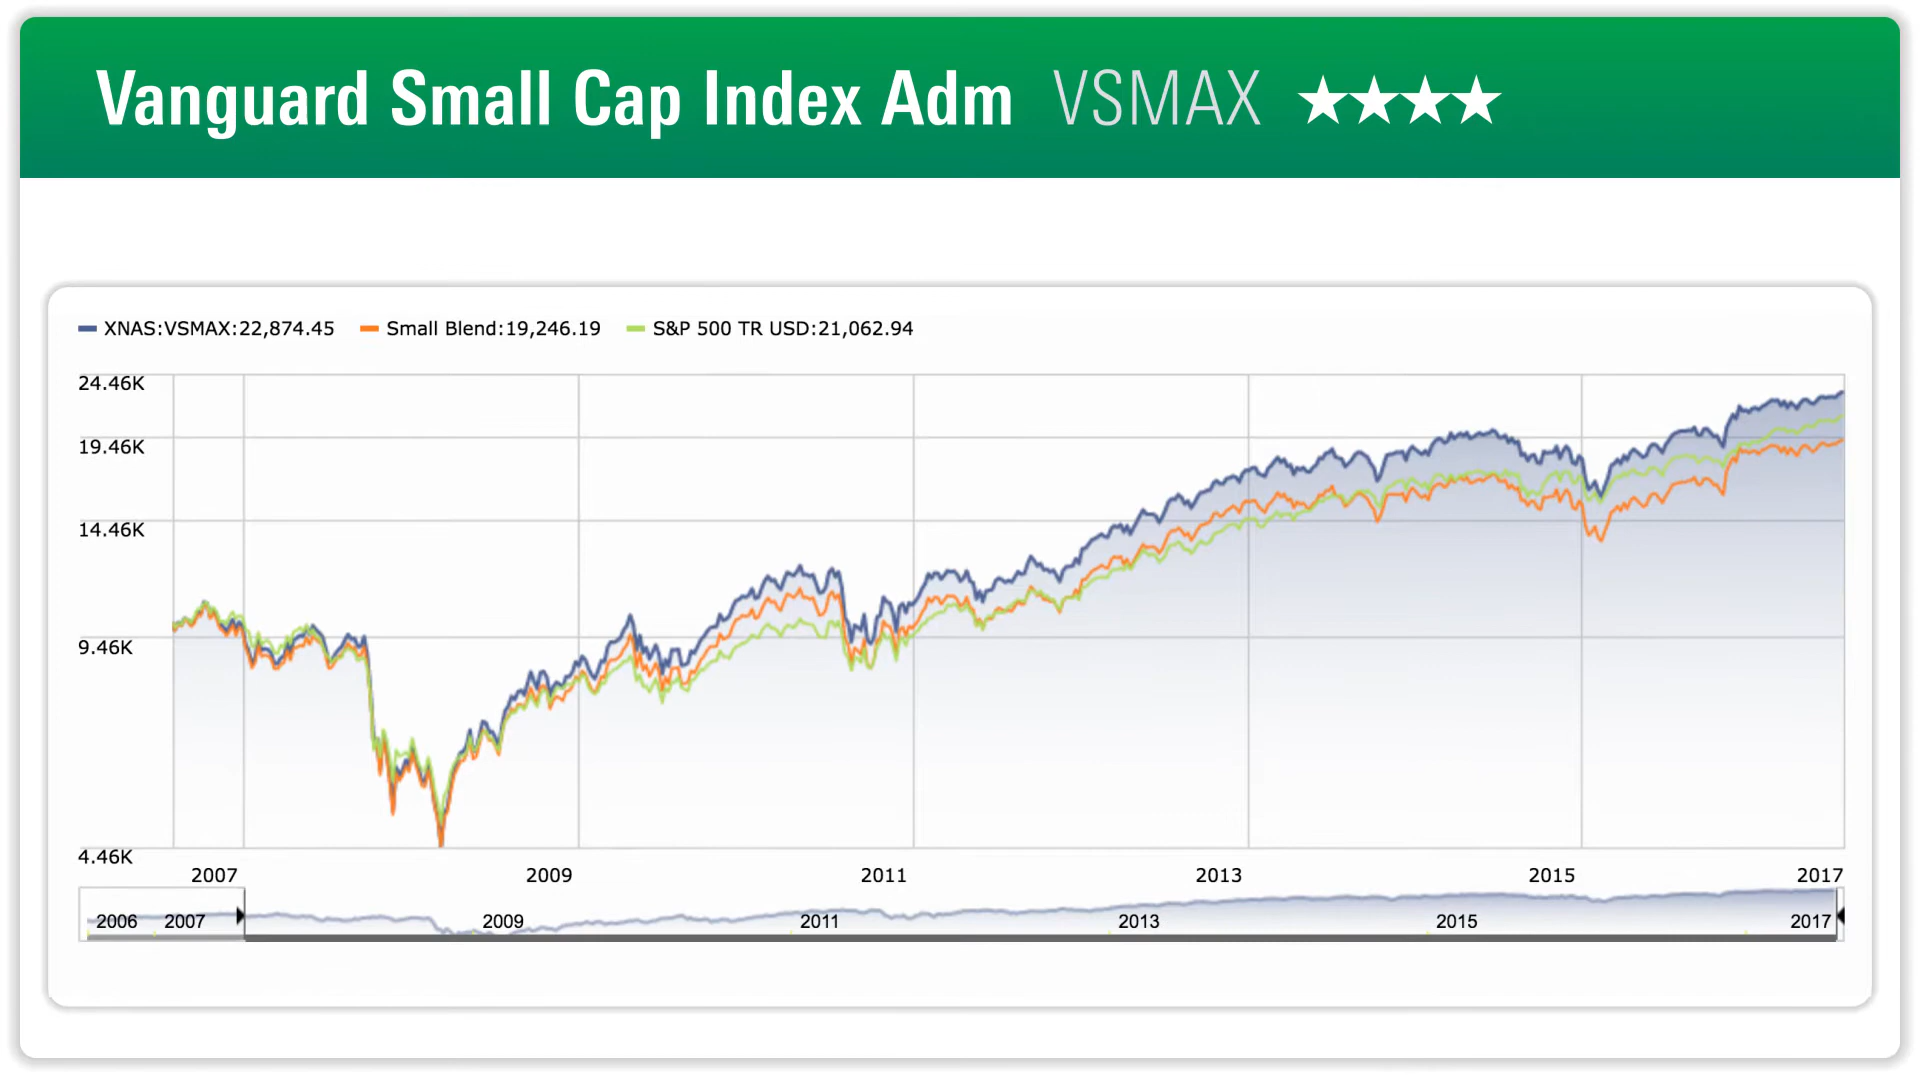 Vanguard Small Cap Index Adm VSMAX ★★★★
XNAS:VSMAX:22,874.45 Small Blend:19,246.19 S&P 500 TR USD:21,062.94
24.46K
19.46K
14.46K
9.46K
4.46K
2007 2009 2011 2013 2015 2017
2006 2007 2009 2011 2013 2015 2017